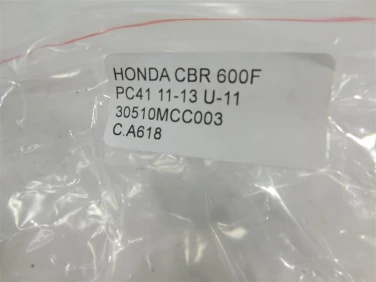 HONDA CBR 600F
PC41 11-13 U-11
30510MCC003
C.A618